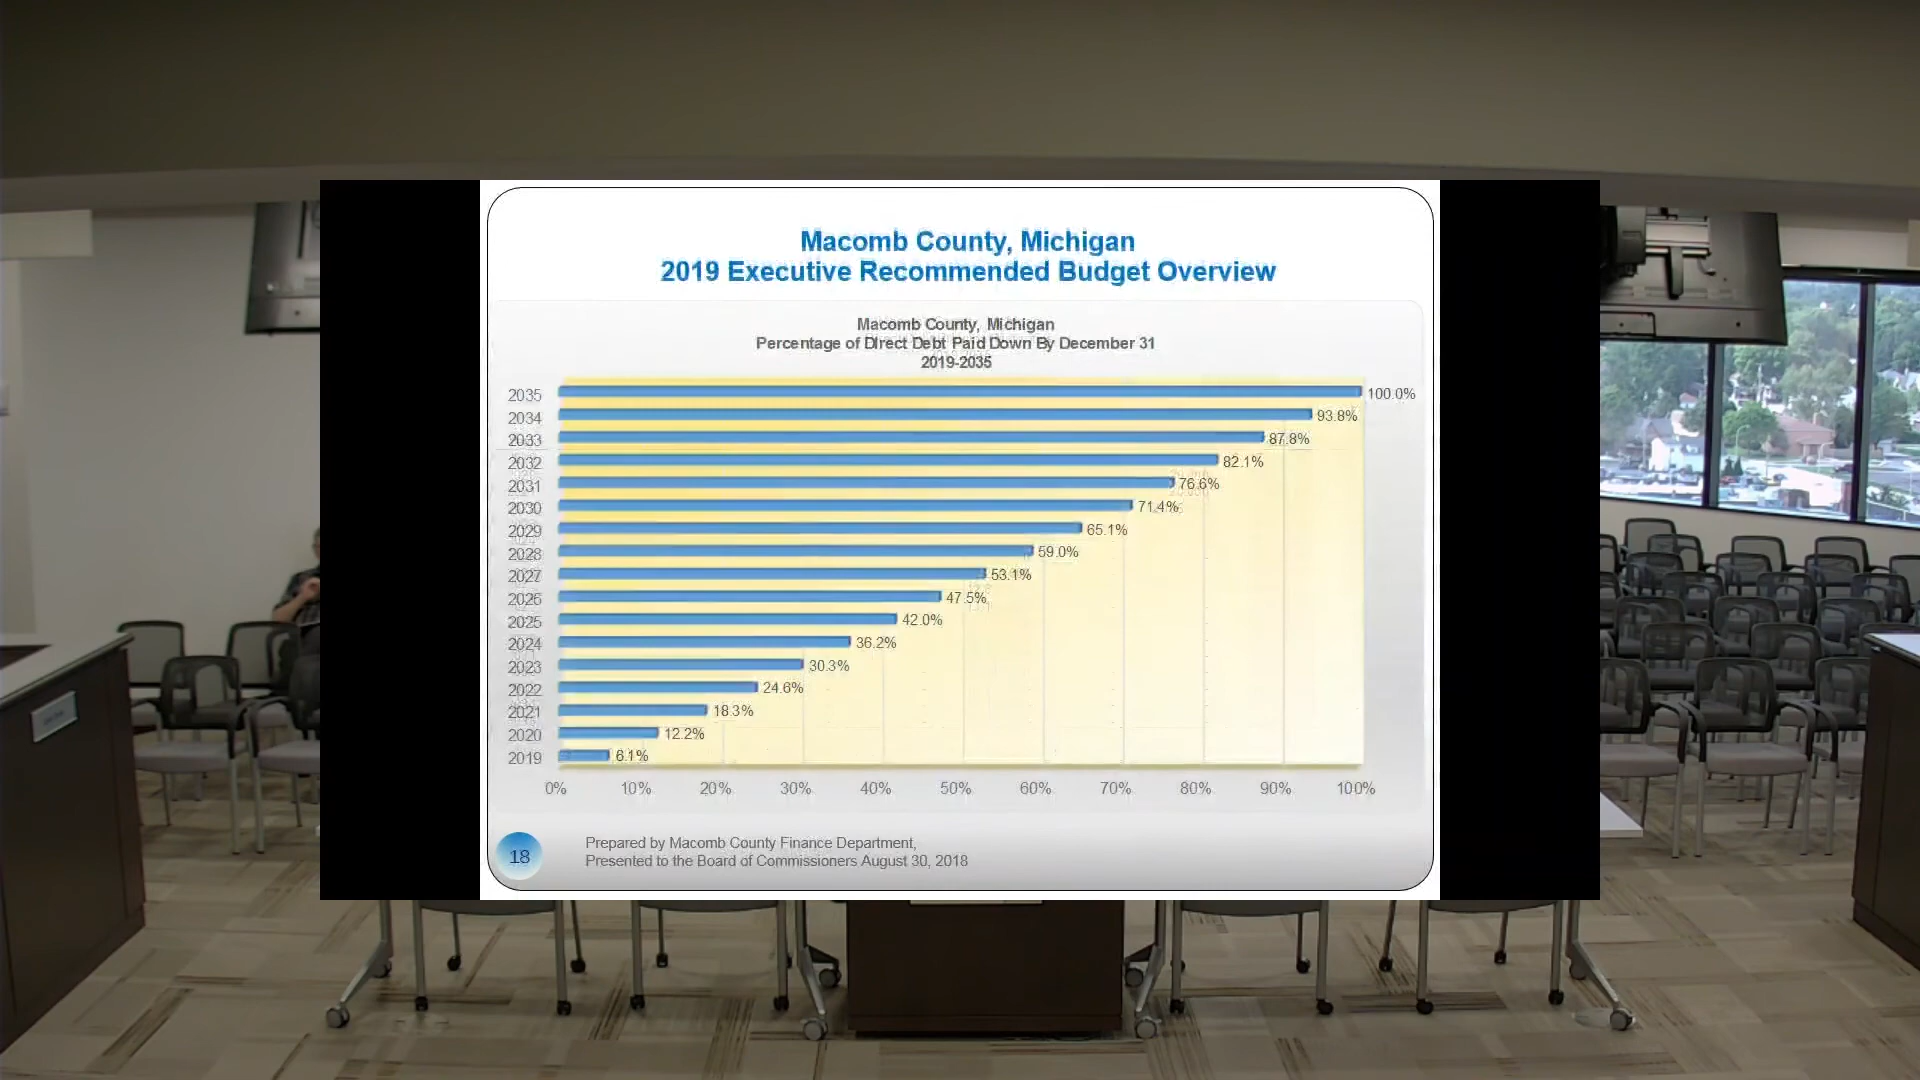 Macomb County, Michigan
2019 Executive Recommended Budget Overview
Macomb County, Michigan
Percentage of Direct Debt Paid Down By December 31
2019-2035
2035 100.0%
2034 93.8%
2033 87.8%
2032 82.1%
2031 76.6%
2030 71.4%
2029 65.1%
2028 59.0%
2027 53.1%
2026 47.5%
2025 42.0%
2024 36.2%
2023 30.3%
2022 24.6%
2021 18.3%
2020 12.2%
2019 6.1%
0% 10% 20% 30% 40% 50% 60% 70% 80% 90% 100%
18
Prepared by Macomb County Finance Department,
Presented to the Board of Commissioners August 30, 2018